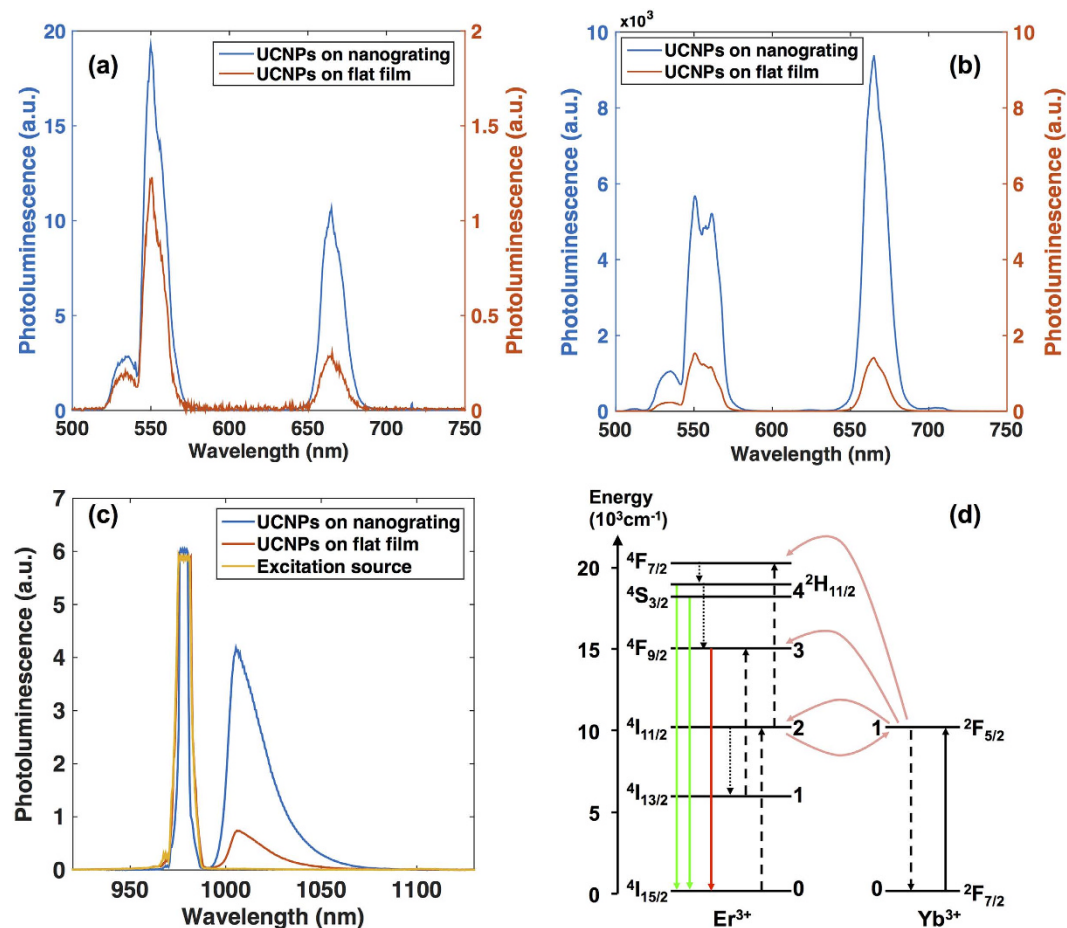 (a)
UCNPs on nanograting
UCNPs on flat film
Photoluminescence (a.u.)
20
15
10
5
0
2
1.5
1
0.5
0
Photoluminescence (a.u.)
500 550 600 650 700 750
Wavelength (nm)
×10³
(b)
UCNPs on nanograting
UCNPs on flat film
Photoluminescence (a.u.)
10
8
6
4
2
0
10
8
6
4
2
0
Photoluminescence (a.u.)
500 550 600 650 700 750
Wavelength (nm)
(c)
UCNPs on nanograting
UCNPs on flat film
Excitation source
Photoluminescence (a.u.)
7
6
5
4
3
2
1
0
950 1000 1050 1100
Wavelength (nm)
Energy
(10³cm⁻¹)
(d)
20
15
10
5
0
⁴F₇/₂
⁴S₃/₂
4 ²H₁₁/₂
⁴F₉/₂ 3
⁴I₁₁/₂ 2
⁴I₁₃/₂ 1
⁴I₁₅/₂ 0
1 ²F₅/₂
0 ²F₇/₂
Er³⁺ Yb³⁺